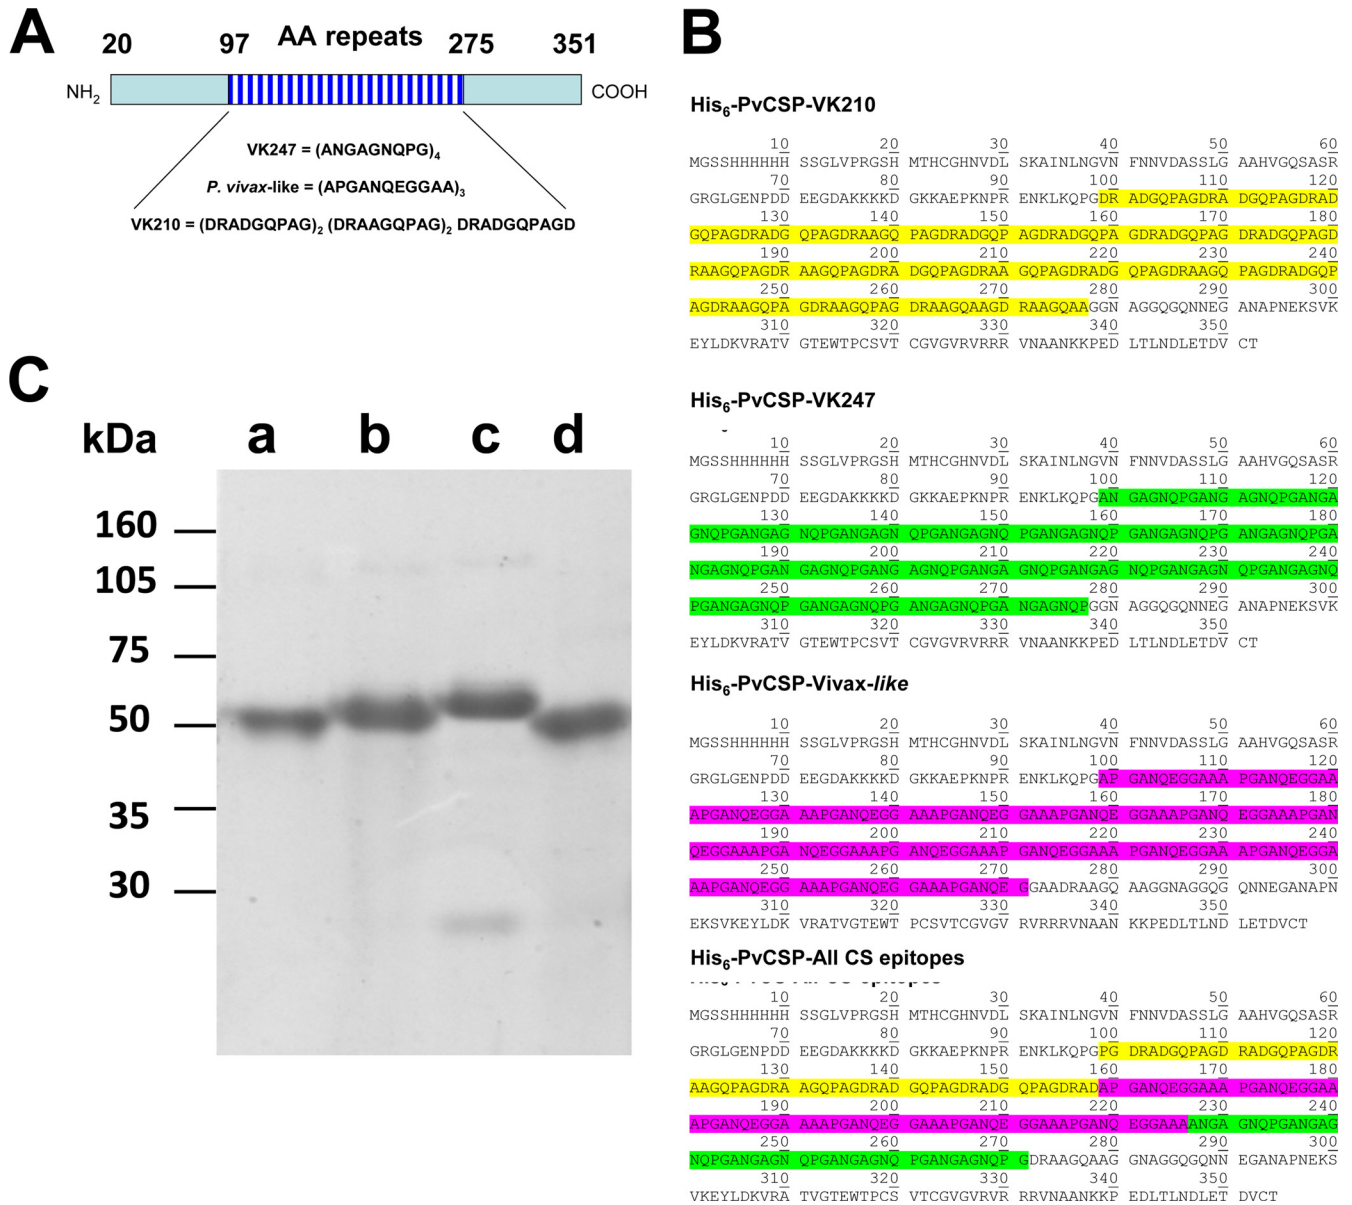 A
20 97 AA repeats 275 351
NH2 COOH
VK247 = (ANGAGNQPG)4
P. vivax-like = (APGANQEGGAA)3
VK210 = (DRADGQPAG)2 (DRAAGQPAG)2 DRADGQPAGD
C
kDa a b c d
160
105
75
50
35
30
B
His6-PvCSP-VK210
10 20 30 40 50 60
MGSSHHHHHH SSGLVPRGSH MTHCGHNVDL SKAINLNGVN FNNVDASSLG AAHVGQSASR
70 80 90 100 110 120
GRGLGENPDD EEGDAKKKKD GKKAEPKNPR ENKLKQPGDR ADGQPAGDRA DGQPAGDRAD
130 140 150 160 170 180
GQPAGDRADG QPAGDRAAGQ PAGDRADGQP AGDRADGQPA GDRADGQPAG DRADGQPAGD
190 200 210 220 230 240
RAAGQPAGDR AAGQPAGDRA DGQPAGDRAA GQPAGDRADG QPAGDRAAGQ PAGDRADGQP
250 260 270 280 290 300
AGDRAAGQPA GDRAAGQPAG DRAAGQAAGD RAAGQAAGGN AGGQGQNNEG ANAPNEKSVK
310 320 330 340 350
EYLDKVRATV GTEWTPCSVT CGVGVRVRRR VNAANKKPED LTLNDLETDV CT
His6-PvCSP-VK247
10 20 30 40 50 60
MGSSHHHHHH SSGLVPRGSH MTHCGHNVDL SKAINLNGVN FNNVDASSLG AAHVGQSASR
70 80 90 100 110 120
GRGLGENPDD EEGDAKKKKD GKKAEPKNPR ENKLKQPGAN GAGNQPGANG AGNQPGANGA
130 140 150 160 170 180
GNQPGANGAG NQPGANGAGN QPGANGAGNQ PGANGAGNQP GANGAGNQPG ANGAGNQPGA
190 200 210 220 230 240
NGAGNQPGAN GAGNQPGANG AGNQPGANGA GNQPGANGAG NQPGANGAGN QPGANGAGNQ
250 260 270 280 290 300
PGANGAGNQP GANGAGNQPG ANGAGNQPGA NGAGNQPGGN AGGQGQNNEG ANAPNEKSVK
310 320 330 340 350
EYLDKVRATV GTEWTPCSVT CGVGVRVRRR VNAANKKPED LTLNDLETDV CT
His6-PvCSP-Vivax-like
10 20 30 40 50 60
MGSSHHHHHH SSGLVPRGSH MTHCGHNVDL SKAINLNGVN FNNVDASSLG AAHVGQSASR
70 80 90 100 110 120
GRGLGENPDD EEGDAKKKKD GKKAEPKNPR ENKLKQPGAP GANQEGGAAA PGANQEGGAA
130 140 150 160 170 180
APGANQEGGA AAPGANQEGG AAAPGANQEG GAAAPGANQE GGAAAPGANQ EGGAAAPGAN
190 200 210 220 230 240
QEGGAAAPGA NQEGGAAAPG ANQEGGAAAP GANQEGGAAA PGANQEGGAA APGANQEGGA
250 260 270 280 290 300
AAPGANQEGG AAAPGANQEG GAAAPGANQE GGAADRAAGQ AAGGNAGGQG QNNEGANAPN
310 320 330 340 350
EKSVKEYLDK VRATVGTEWT PCSVTCGVGV RVRRRVNAAN KKPEDLTLND LETDVCT
His6-PvCSP-All CS epitopes
10 20 30 40 50 60
MGSSHHHHHH SSGLVPRGSH MTHCGHNVDL SKAINLNGVN FNNVDASSLG AAHVGQSASR
70 80 90 100 110 120
GRGLGENPDD EEGDAKKKKD GKKAEPKNPR ENKLKQPGPG DRADGQPAGD RADGQPAGDR
130 140 150 160 170 180
AAGQPAGDRA AGQPAGDRAD GQPAGDRADG QPAGDRADAP GANQEGGAAA PGANQEGGAA
190 200 210 220 230 240
APGANQEGGA AAAPGANQEG GAAAPGANQE GGAAAPGANQ EGGAAAANGA GNQPGANGAG
250 260 270 280 290 300
NQPGANGAGN QPGANGAGNQ PGANGAGNQP GDRAAGQAAG GNAGGQGQNN EGANAPNEKS
310 320 330 340 350
VKEYLDKVRA TVGTEWTPCS VTCGVGVRVR RRVNAANKKP EDLTLNDLET DVCT